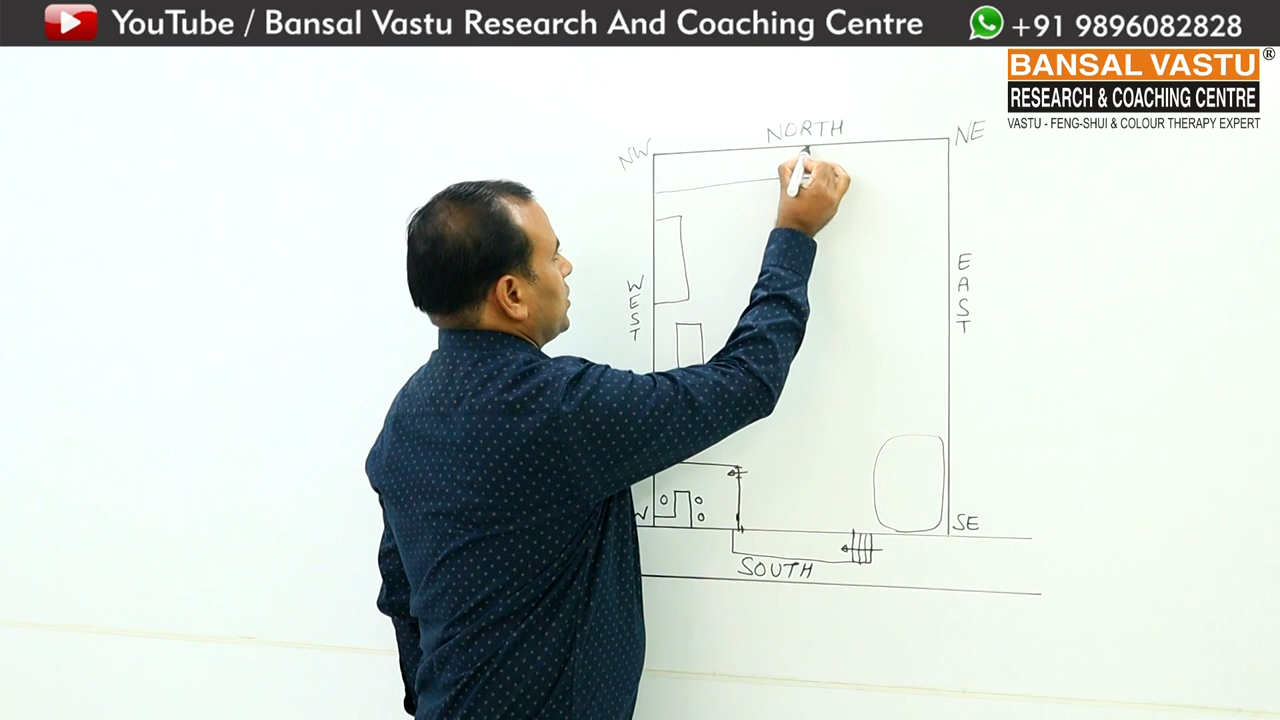 YouTube / Bansal Vastu Research And Coaching Centre
+91 9896082828
BANSAL VASTU®
RESEARCH & COACHING CENTRE
VASTU - FENG-SHUI & COLOUR THERAPY EXPERT
NORTH
NW
NE
WEST
EAST
W
SE
SOUTH